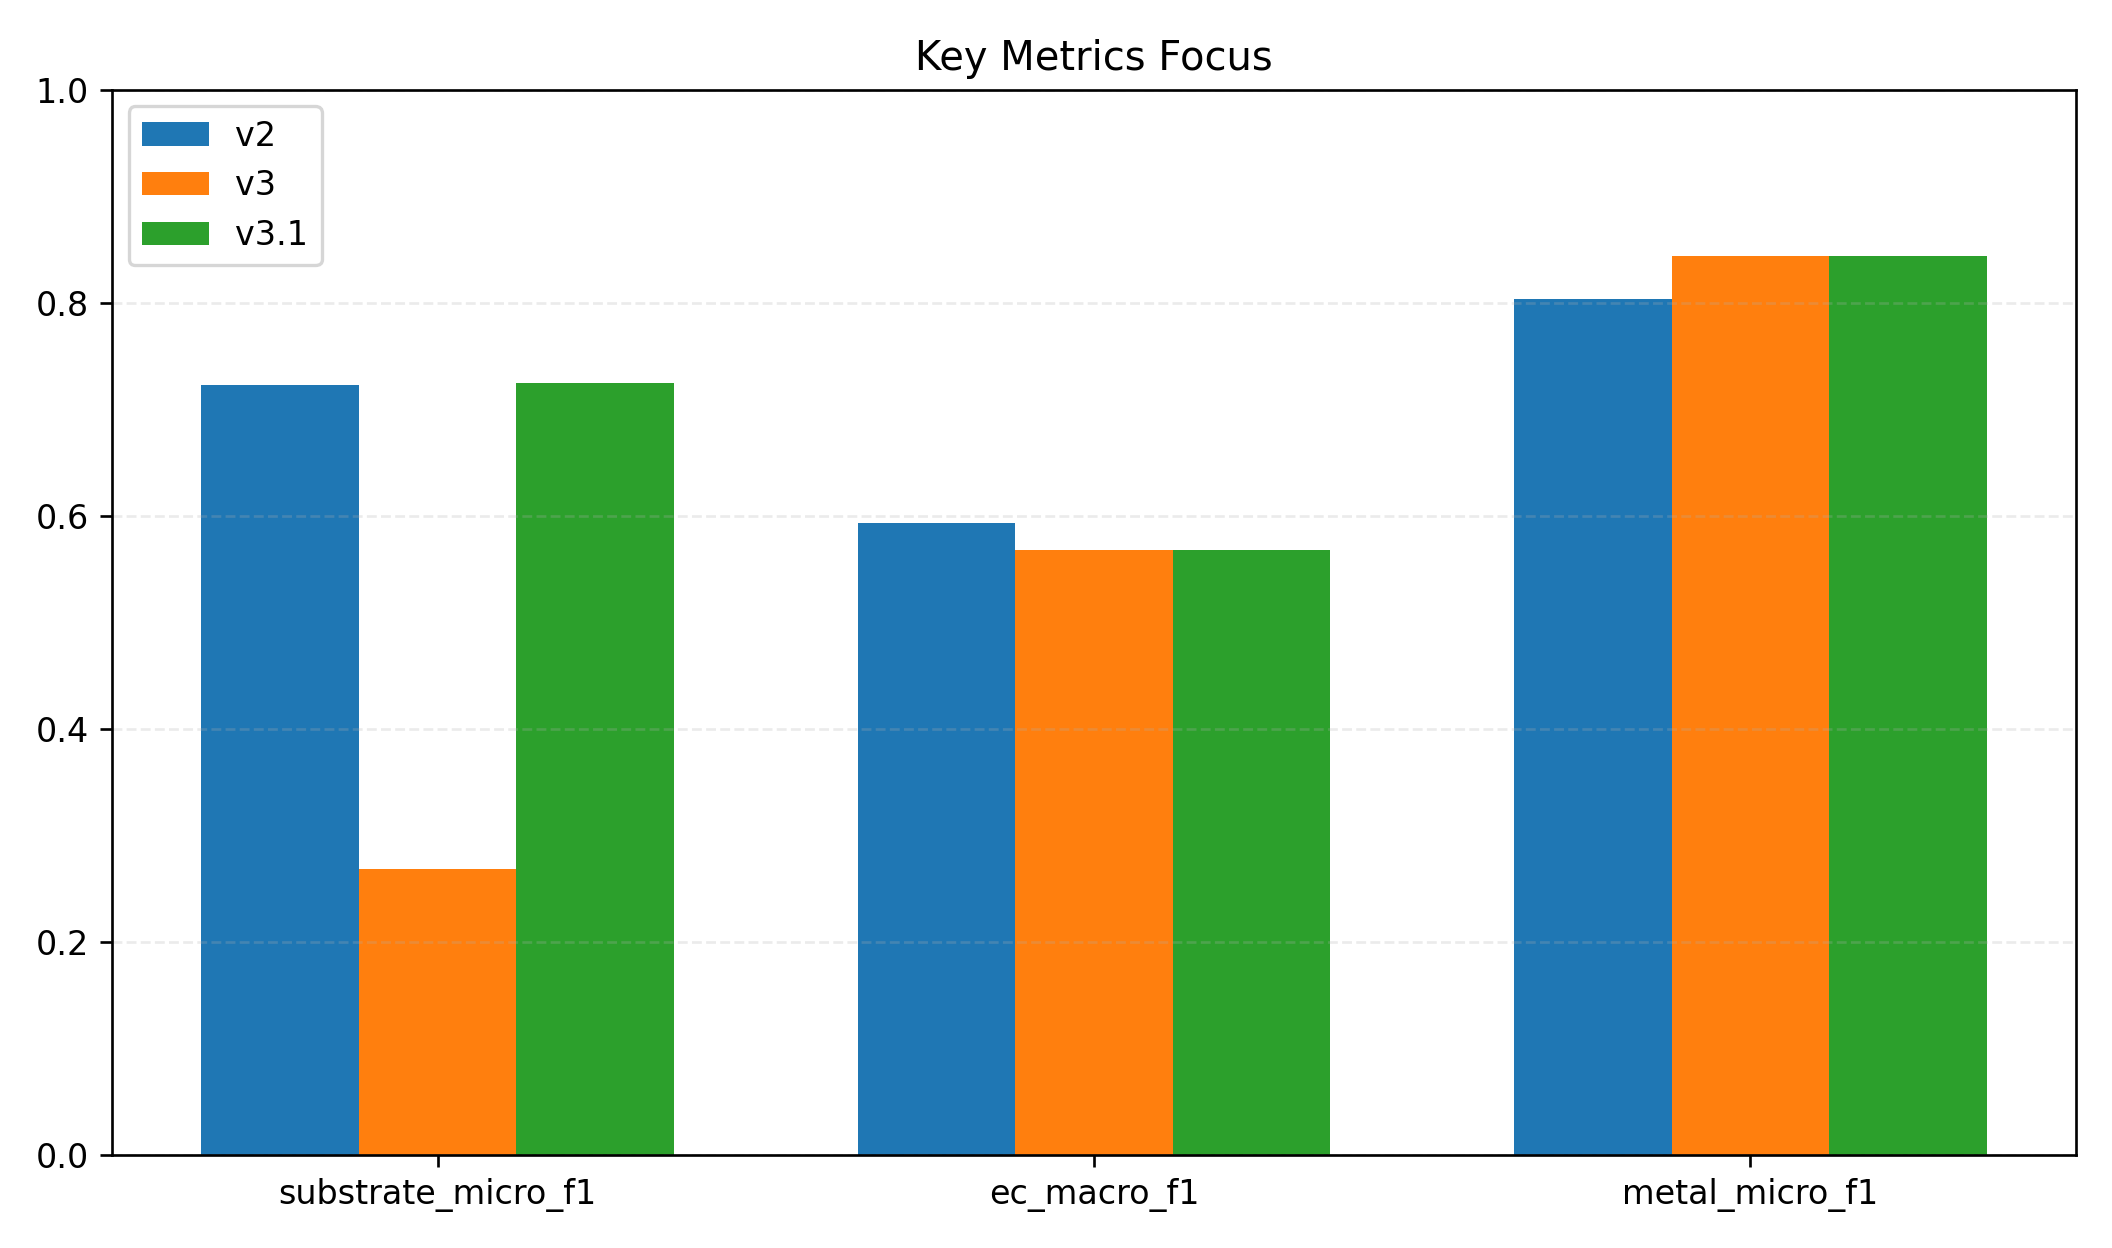 Key Metrics Focus
1.0
0.8
0.6
0.4
0.2
0.0
v2
v3
v3.1
substrate_micro_f1 ec_macro_f1 metal_micro_f1